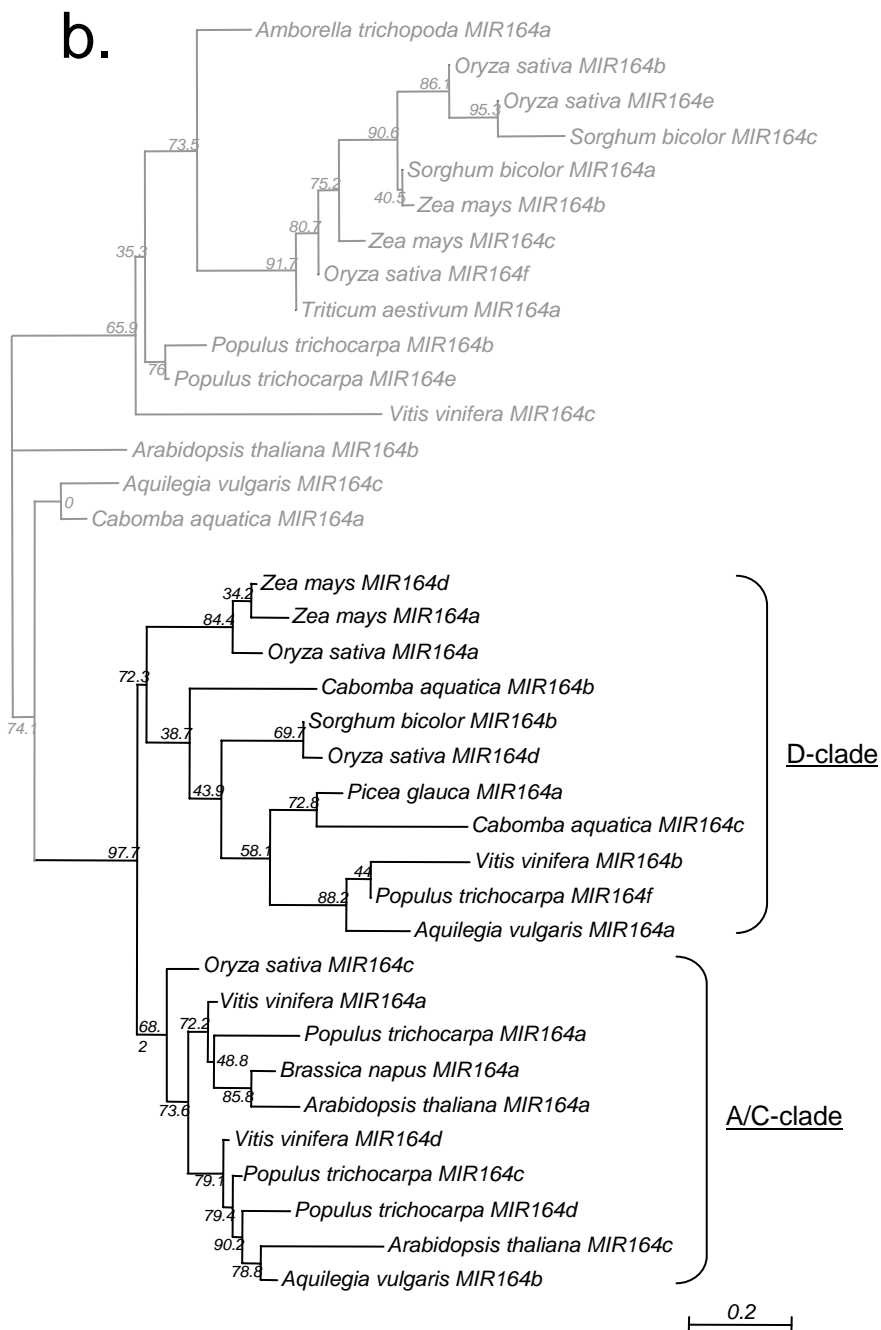 b.
Amborella trichopoda MIR164a
Oryza sativa MIR164b
86.1
Oryza sativa MIR164e
95.3
Sorghum bicolor MIR164c
90.6
73.5
Sorghum bicolor MIR164a
75.2
40.5
Zea mays MIR164b
80.7
Zea mays MIR164c
35.3
91.7
Oryza sativa MIR164f
Triticum aestivum MIR164a
65.9
Populus trichocarpa MIR164b
76
Populus trichocarpa MIR164e
Vitis vinifera MIR164c
Arabidopsis thaliana MIR164b
Aquilegia vulgaris MIR164c
0
Cabomba aquatica MIR164a
Zea mays MIR164d
34.2
Zea mays MIR164a
84.4
Oryza sativa MIR164a
72.3
Cabomba aquatica MIR164b
74.1
Sorghum bicolor MIR164b
38.7
69.7
Oryza sativa MIR164d
D-clade
43.9
Picea glauca MIR164a
72.8
Cabomba aquatica MIR164c
97.7
58.1
Vitis vinifera MIR164b
44
88.2
Populus trichocarpa MIR164f
Aquilegia vulgaris MIR164a
Oryza sativa MIR164c
Vitis vinifera MIR164a
68.
2
72.2
Populus trichocarpa MIR164a
48.8
Brassica napus MIR164a
85.8
73.6
Arabidopsis thaliana MIR164a
A/C-clade
Vitis vinifera MIR164d
79.1
Populus trichocarpa MIR164c
79.4
Populus trichocarpa MIR164d
90.2
Arabidopsis thaliana MIR164c
78.8
Aquilegia vulgaris MIR164b
0.2